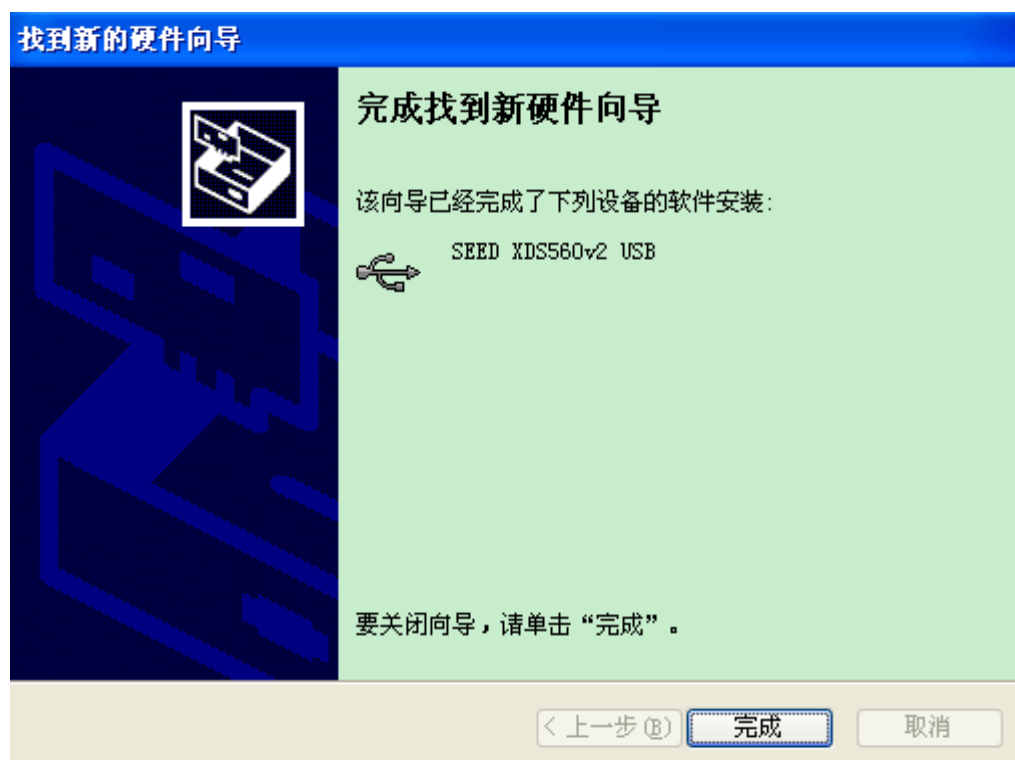 找到新的硬件向导
完成找到新硬件向导
该向导已经完成了下列设备的软件安装:
SEED XDS560v2 USB
要关闭向导，请单击“完成”。
< 上一步(B)
完成
取消